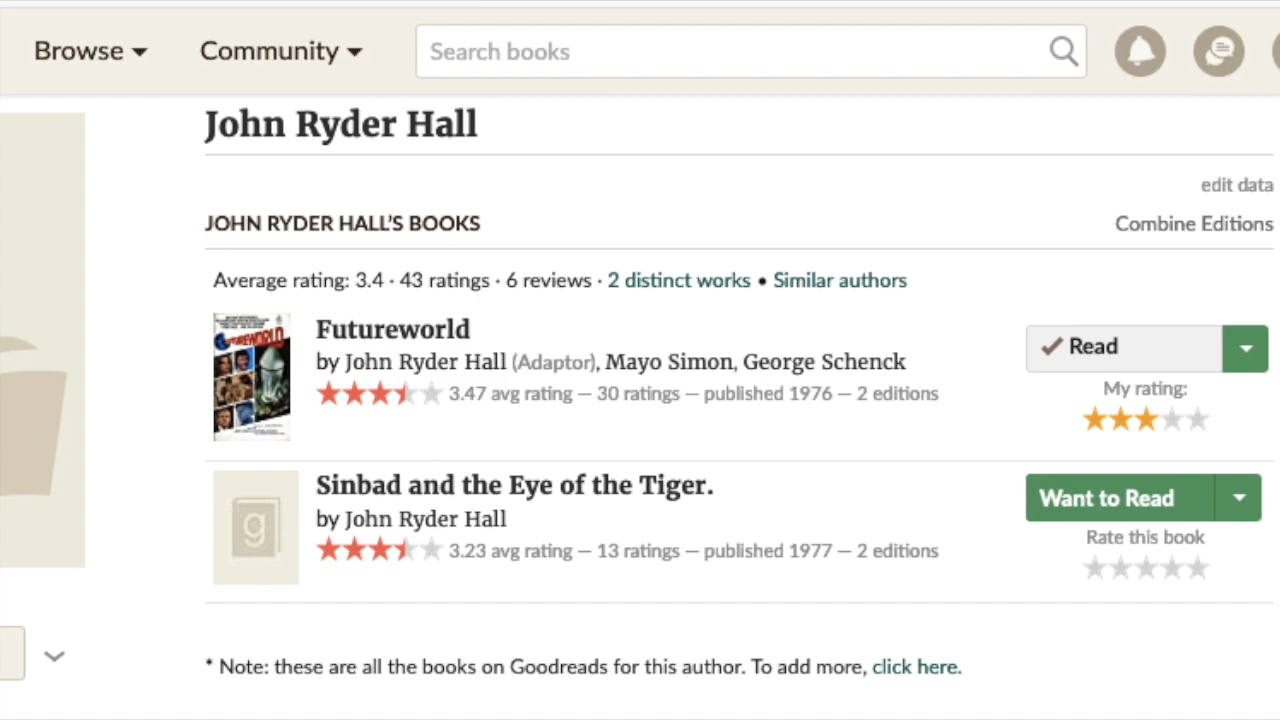 Browse Community Search books
John Ryder Hall
edit data
JOHN RYDER HALL'S BOOKS Combine Editions
Average rating: 3.4 · 43 ratings · 6 reviews · 2 distinct works • Similar authors
FUTUREWORLD
Futureworld
by John Ryder Hall (Adaptor), Mayo Simon, George Schenck
3.47 avg rating — 30 ratings — published 1976 — 2 editions
Read
My rating:
g
Sinbad and the Eye of the Tiger.
by John Ryder Hall
3.23 avg rating — 13 ratings — published 1977 — 2 editions
Want to Read
Rate this book
* Note: these are all the books on Goodreads for this author. To add more, click here.